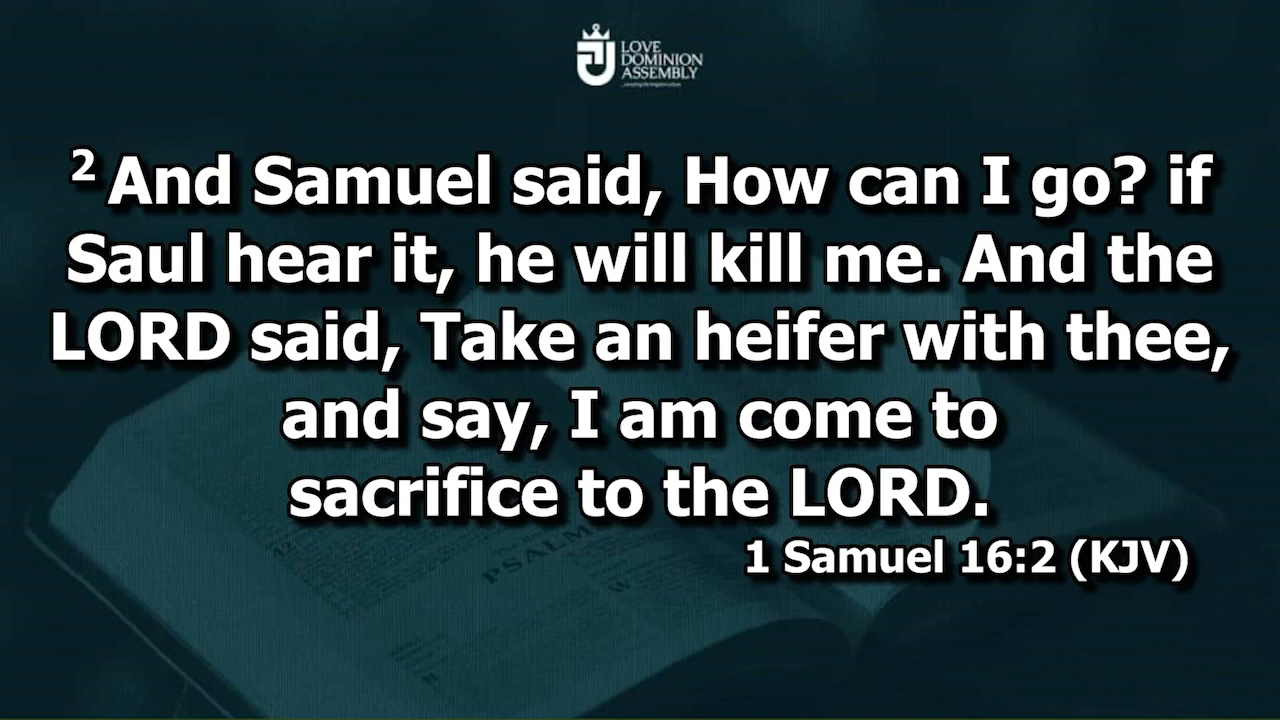 LOVE
DOMINION
ASSEMBLY
2 And Samuel said, How can I go? if
Saul hear it, he will kill me. And the
LORD said, Take an heifer with thee,
and say, I am come to
sacrifice to the LORD.
PSALM
1 Samuel 16:2 (KJV)